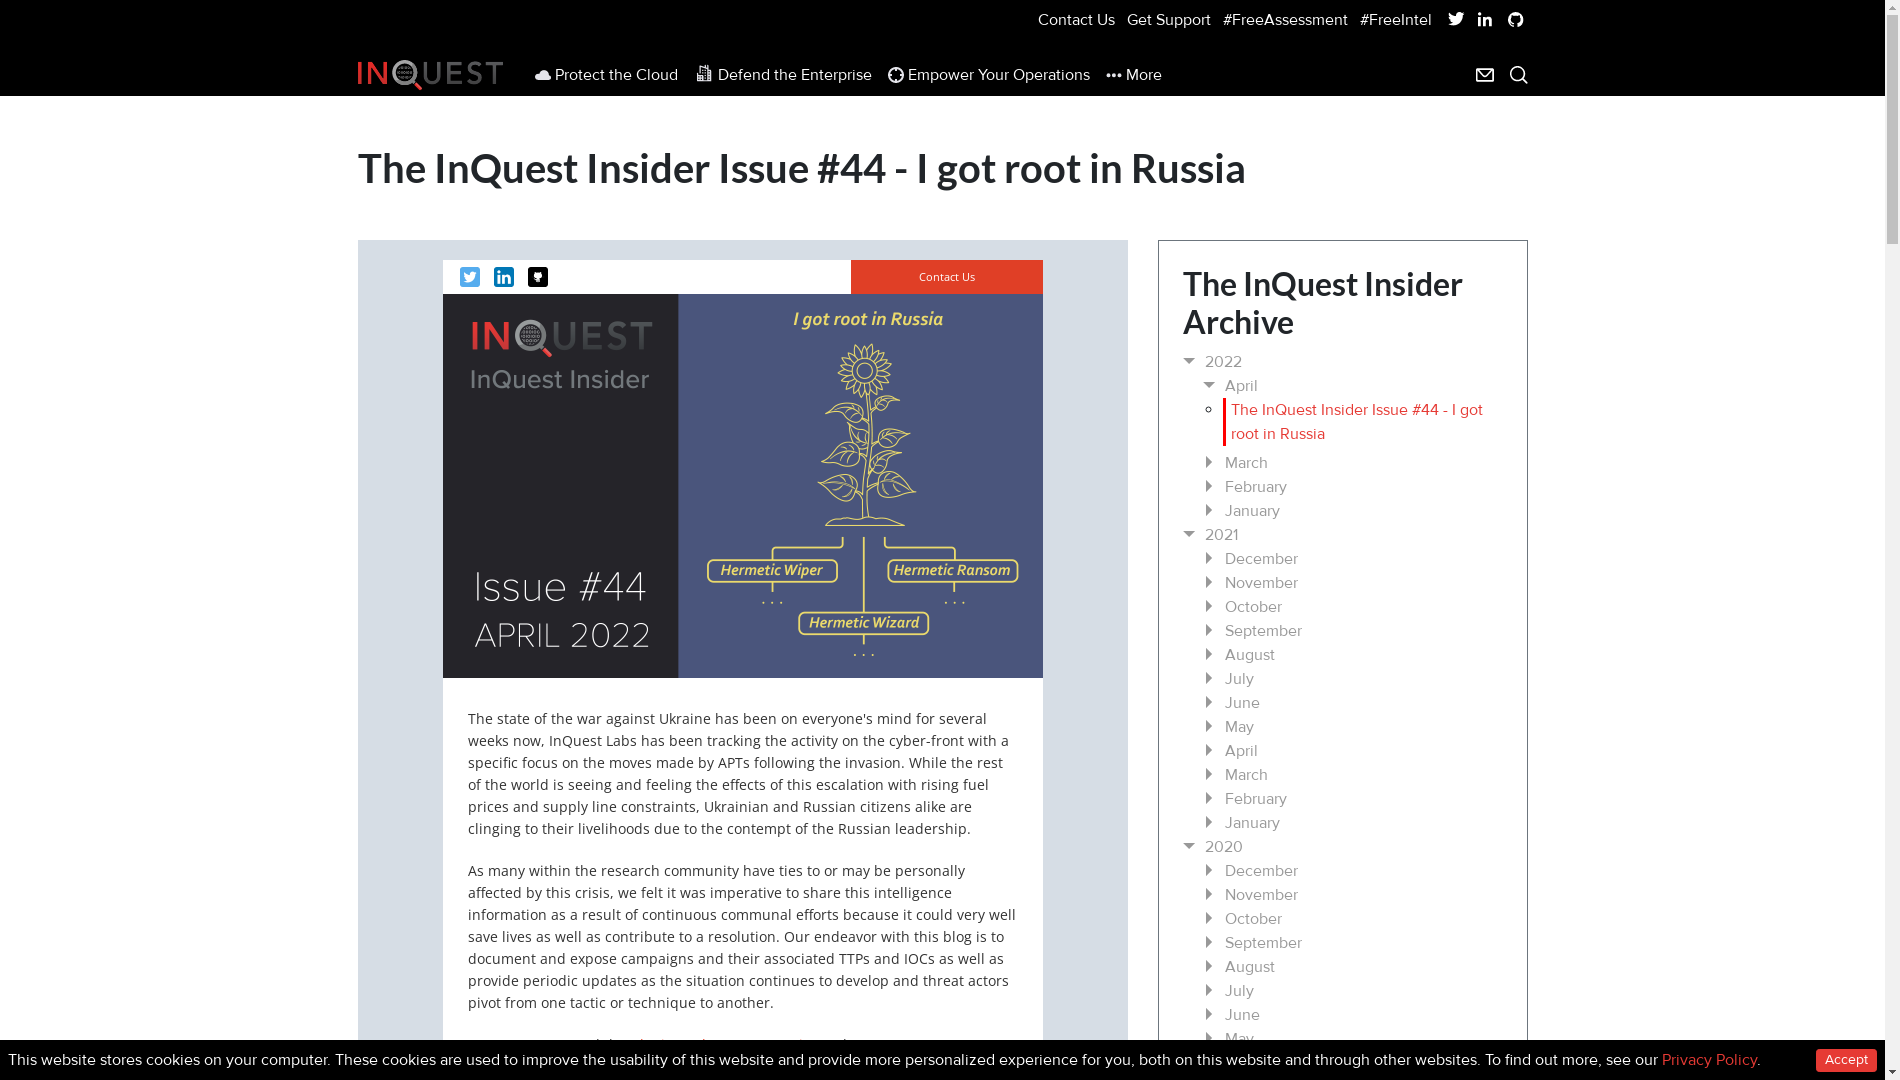 Contact Us Get Support #FreeAssessment #FreeIntel
INQUEST Protect the Cloud Defend the Enterprise Empower Your Operations More
The InQuest Insider Issue #44 - I got root in Russia
Contact Us
INQUEST
InQuest Insider
Issue #44
APRIL 2022
I got root in Russia
Hermetic Wiper
Hermetic Ransom
. . .
. . .
Hermetic Wizard
. . .
The state of the war against Ukraine has been on everyone's mind for several
weeks now, InQuest Labs has been tracking the activity on the cyber-front with a
specific focus on the moves made by APTs following the invasion. While the rest
of the world is seeing and feeling the effects of this escalation with rising fuel
prices and supply line constraints, Ukrainian and Russian citizens alike are
clinging to their livelihoods due to the contempt of the Russian leadership.
As many within the research community have ties to or may be personally
affected by this crisis, we felt it was imperative to share this intelligence
information as a result of continuous communal efforts because it could very well
save lives as well as contribute to a resolution. Our endeavor with this blog is to
document and expose campaigns and their associated TTPs and IOCs as well as
provide periodic updates as the situation continues to develop and threat actors
pivot from one tactic or technique to another.
The InQuest Insider
Archive
2022
April
The InQuest Insider Issue #44 - I got
root in Russia
March
February
January
2021
December
November
October
September
August
July
June
May
April
March
February
January
2020
December
November
October
September
August
July
June
May
This website stores cookies on your computer. These cookies are used to improve the usability of this website and provide more personalized experience for you, both on this website and through other websites. To find out more, see our Privacy Policy.
Accept